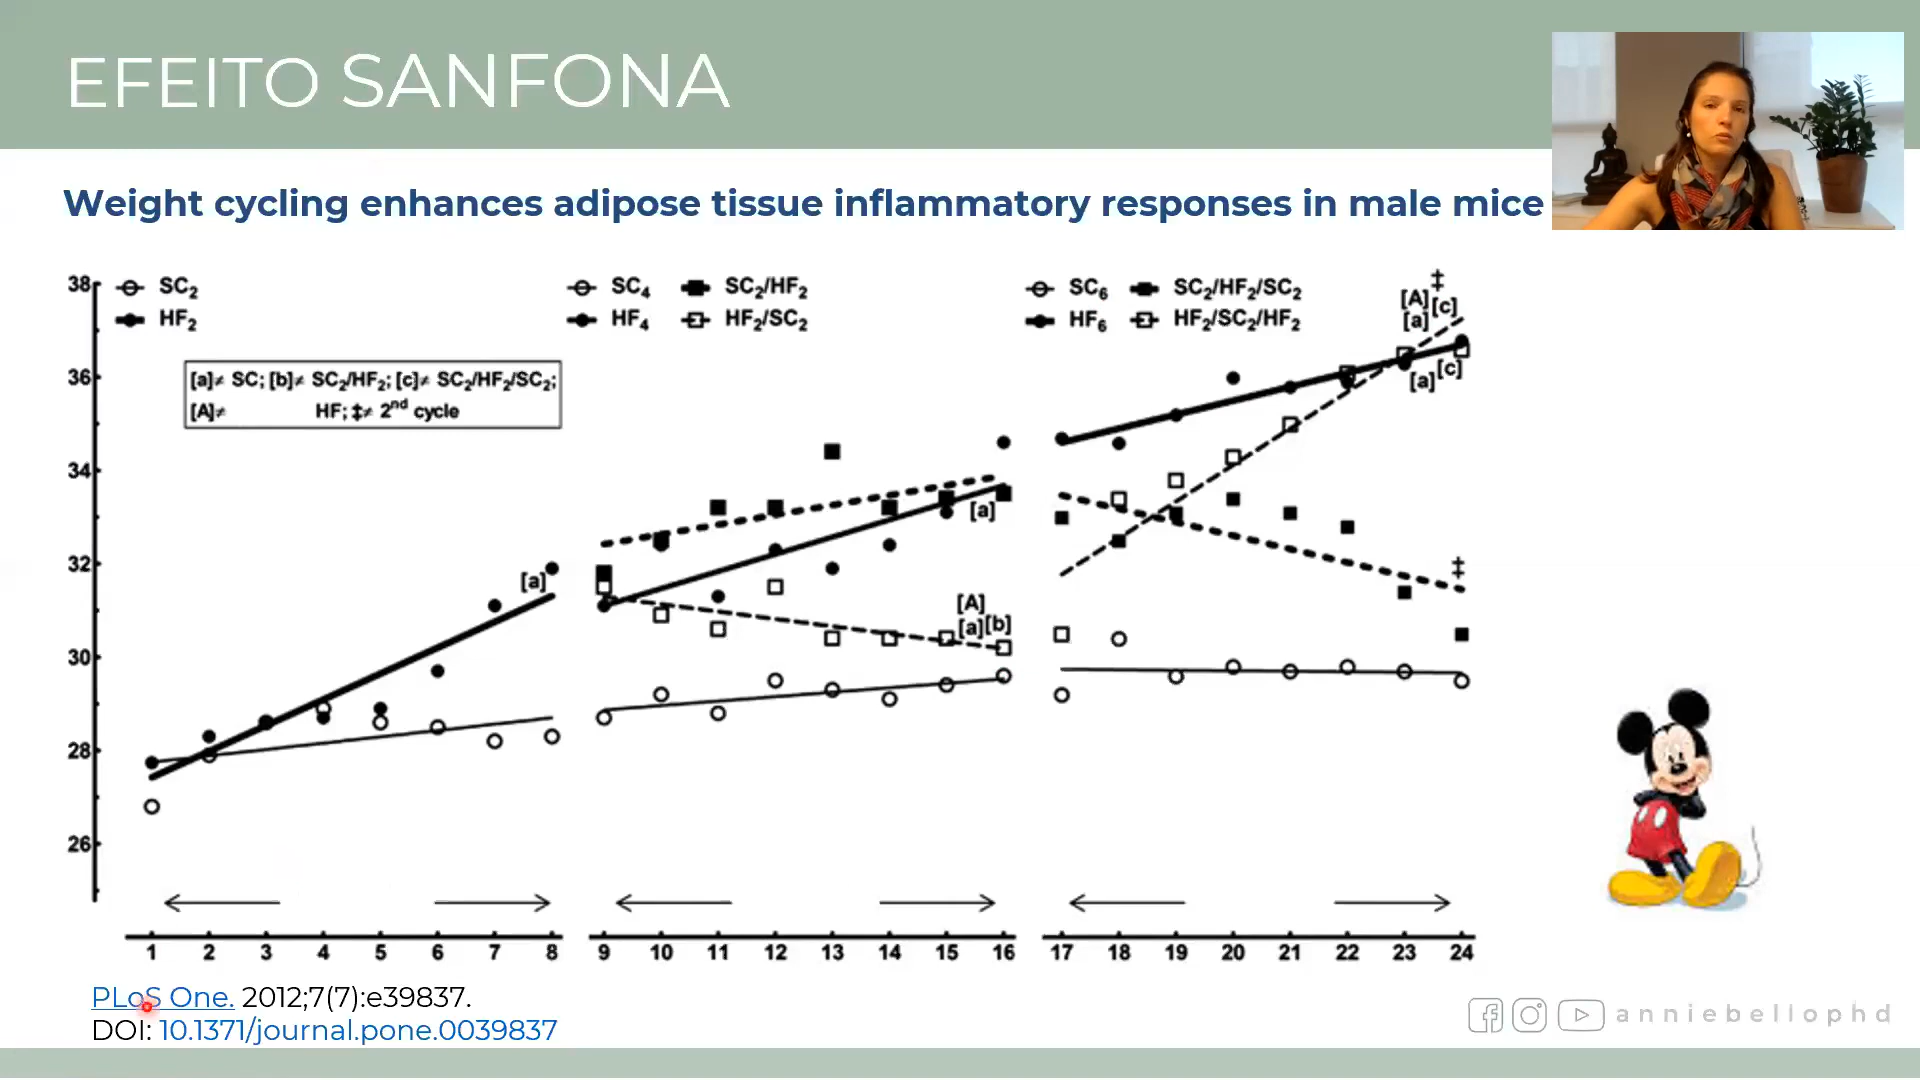 EFEITO SANFONA
Weight cycling enhances adipose tissue inflammatory responses in male mice
SC2
HF2
SC4 SC2/HF2
HF4 HF2/SC2
SC6 SC2/HF2/SC2
HF6 HF2/SC2/HF2
[a]≠ SC; [b]≠ SC2/HF2; [c]≠ SC2/HF2/SC2;
[A]≠ HF; ‡≠ 2nd cycle
38
36
34
32
30
28
26
[a]
[a]
[A]
[a][b]
‡
[A][c]
[a]
[a][c]
‡
1 2 3 4 5 6 7 8 9 10 11 12 13 14 15 16 17 18 19 20 21 22 23 24
PLoS One. 2012;7(7):e39837.
DOI: 10.1371/journal.pone.0039837
anniebellophd